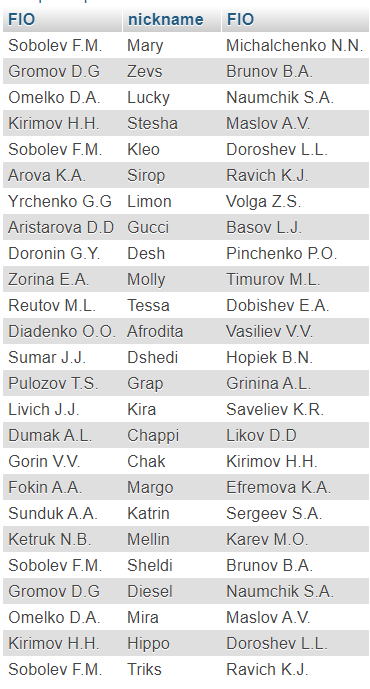 FIO nickname FIO
Sobolev F.M. Mary Michalchenko N.N.
Gromov D.G Zevs Brunov B.A.
Omelko D.A. Lucky Naumchik S.A.
Kirimov H.H. Stesha Maslov A.V.
Sobolev F.M. Kleo Doroshev L.L.
Arova K.A. Sirop Ravich K.J.
Yrchenko G.G Limon Volga Z.S.
Aristarova D.D Gucci Basov L.J.
Doronin G.Y. Desh Pinchenko P.O.
Zorina E.A. Molly Timurov M.L.
Reutov M.L. Tessa Dobishev E.A.
Diadenko O.O. Afrodita Vasiliev V.V.
Sumar J.J. Dshedi Hopiek B.N.
Pulozov T.S. Grap Grinina A.L.
Livich J.J. Kira Saveliev K.R.
Dumak A.L. Chappi Likov D.D
Gorin V.V. Chak Kirimov H.H.
Fokin A.A. Margo Efremova K.A.
Sunduk A.A. Katrin Sergeev S.A.
Ketruk N.B. Mellin Karev M.O.
Sobolev F.M. Sheldi Brunov B.A.
Gromov D.G Diesel Naumchik S.A.
Omelko D.A. Mira Maslov A.V.
Kirimov H.H. Hippo Doroshev L.L.
Sobolev F.M. Triks Ravich K.J.